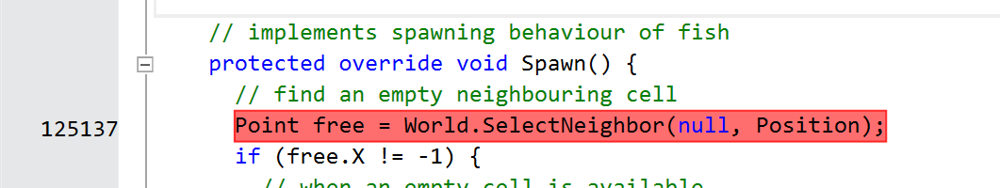 // implements spawning behaviour of fish
protected override void Spawn() {
// find an empty neighbouring cell
125137 Point free = World.SelectNeighbor(null, Position);
if (free.X != -1) {
// when an empty cell is available